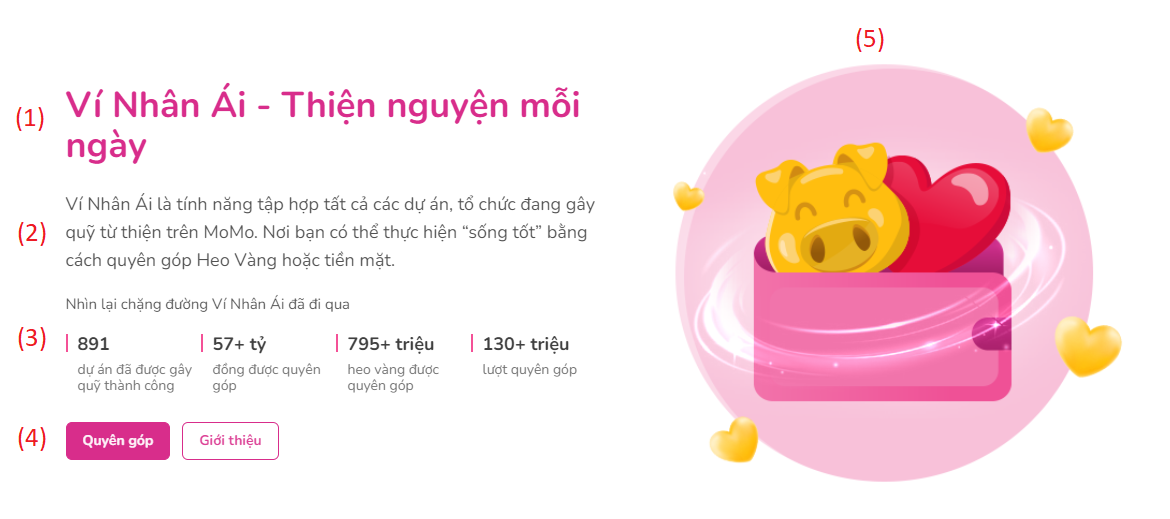 (5)
(1)
Ví Nhân Ái - Thiện nguyện mỗi
ngày
(2)
Ví Nhân Ái là tính năng tập hợp tất cả các dự án, tổ chức đang gây
quỹ từ thiện trên MoMo. Nơi bạn có thể thực hiện “sống tốt” bằng
cách quyên góp Heo Vàng hoặc tiền mặt.
Nhìn lại chặng đường Ví Nhân Ái đã đi qua
(3)
891
dự án đã được gây
quỹ thành công
57+ tỷ
đồng được quyên
góp
795+ triệu
heo vàng được
quyên góp
130+ triệu
lượt quyên góp
(4)
Quyên góp
Giới thiệu